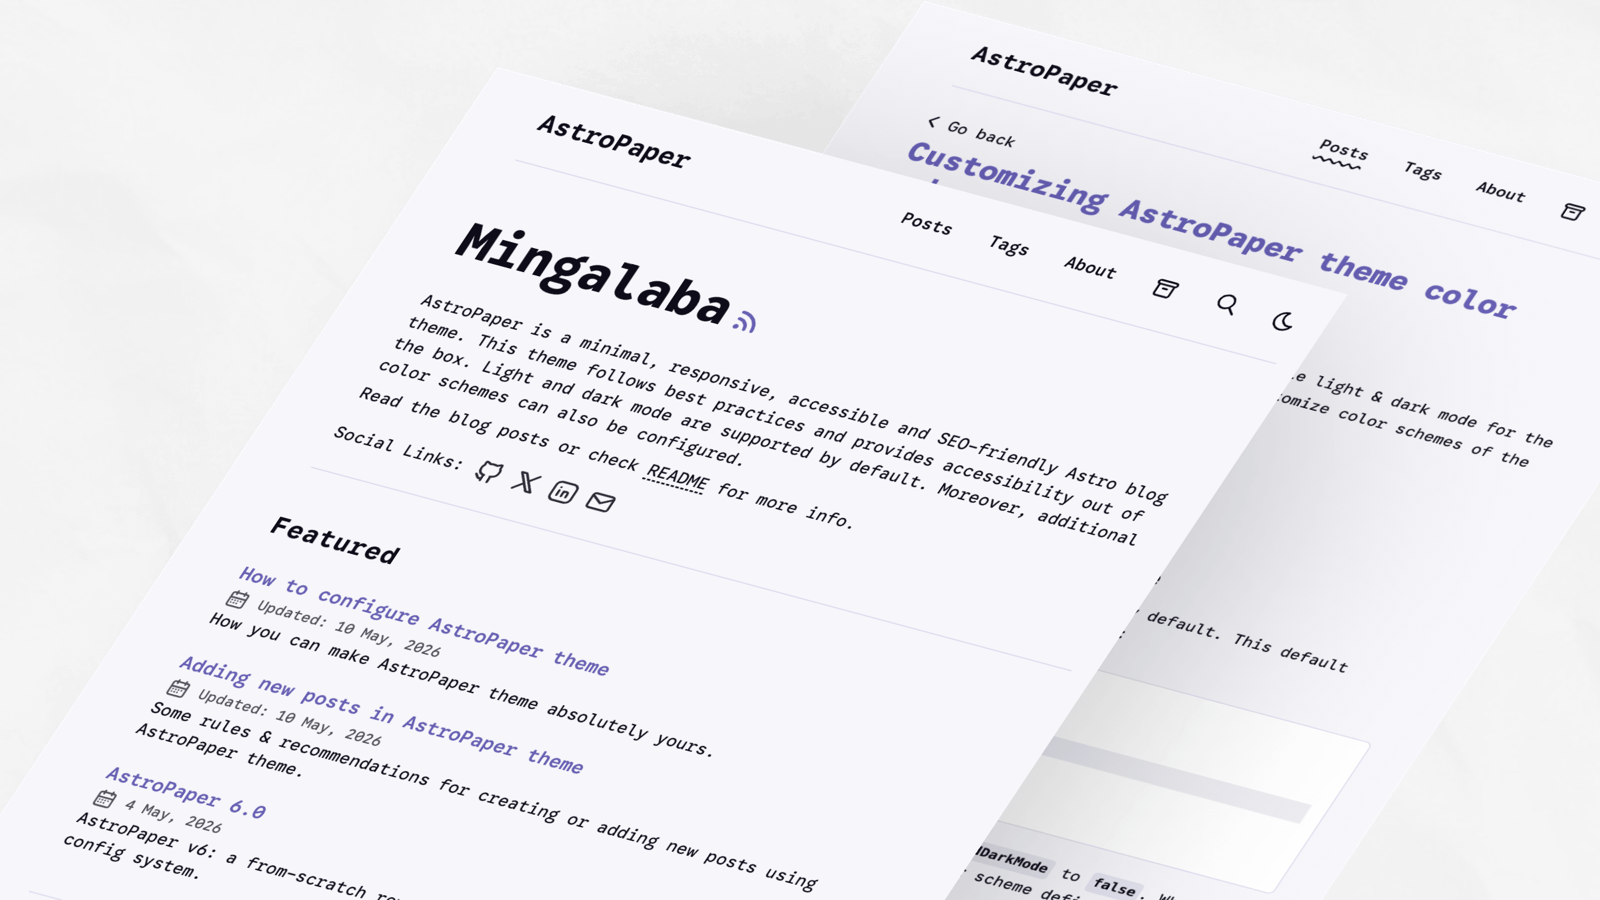 AstroPaper
Posts
Tags
About
Mingalaba
AstroPaper is a minimal, responsive, accessible and SEO-friendly Astro blog
theme. This theme follows best practices and provides accessibility out of
the box. Light and dark mode are supported by default. Moreover, additional
color schemes can also be configured.
Read the blog posts or check README for more info.
Social Links:
Featured
How to configure AstroPaper theme
Updated: 10 May, 2026
How you can make AstroPaper theme absolutely yours.
Adding new posts in AstroPaper theme
Updated: 10 May, 2026
Some rules & recommendations for creating or adding new posts using
AstroPaper theme.
AstroPaper 6.0
4 May, 2026
AstroPaper v6: a from-scratch
config system.
AstroPaper
Posts
Tags
About
Go back
Customizing AstroPaper theme color
light & dark mode for the
color schemes of the
default. This default
to false.
scheme